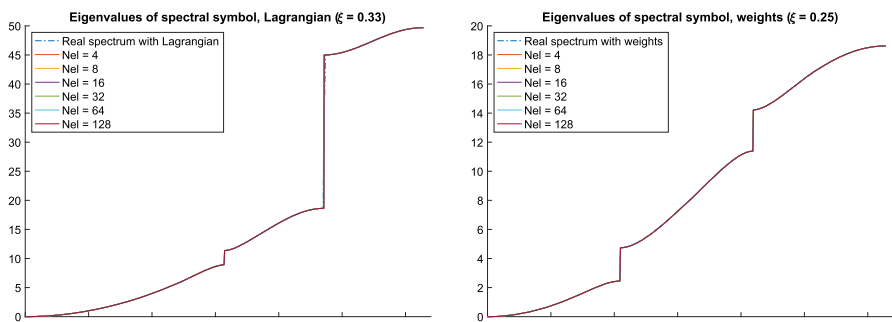 Eigenvalues of spectral symbol, Lagrangian (ξ = 0.33)
50
45
40
35
30
25
20
15
10
5
0
Real spectrum with Lagrangian
Nel = 4
Nel = 8
Nel = 16
Nel = 32
Nel = 64
Nel = 128
Eigenvalues of spectral symbol, weights (ξ = 0.25)
20
18
16
14
12
10
8
6
4
2
0
Real spectrum with weights
Nel = 4
Nel = 8
Nel = 16
Nel = 32
Nel = 64
Nel = 128